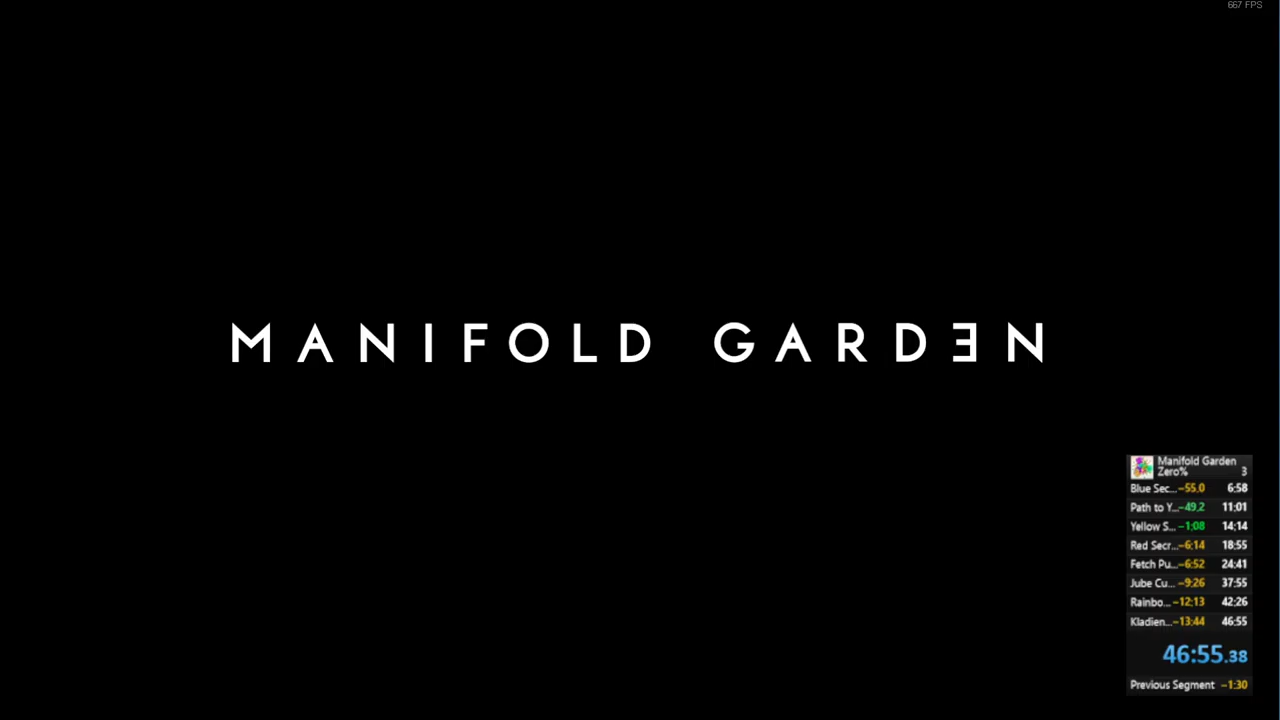 667 FPS
MANIFOLD GARDEN
Manifold Garden
Zero% 3
Blue Sec... -55.0 6:58
Path to Y... -49.2 11:01
Yellow S... -1:08 14:14
Red Secr... -6:14 18:55
Fetch Pu... -6:52 24:41
Jube Cu... -9:26 37:55
Rainbo... -12:13 42:26
Kladien... -13:44 46:55
46:55.38
Previous Segment -1:30